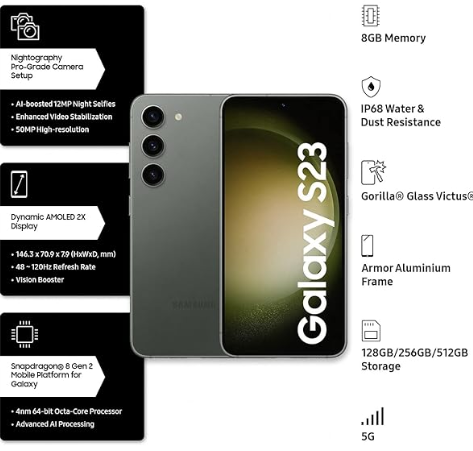 Nightography
Pro-Grade Camera
Setup
• AI-boosted 12MP Night Selfies
• Enhanced Video Stabilization
• 50MP High-resolution
Dynamic AMOLED 2X
Display
• 146.3 x 70.9 x 7.9 (HxWxD, mm)
• 48 - 120Hz Refresh Rate
• Vision Booster
Snapdragon® 8 Gen 2
Mobile Platform for
Galaxy
• 4nm 64-bit Octa-Core Processor
• Advanced AI Processing
SAMSUNG
Galaxy S23
8GB Memory
IP68 Water &
Dust Resistance
Gorilla® Glass Victus®
Armor Aluminium
Frame
128GB/256GB/512GB
Storage
5G